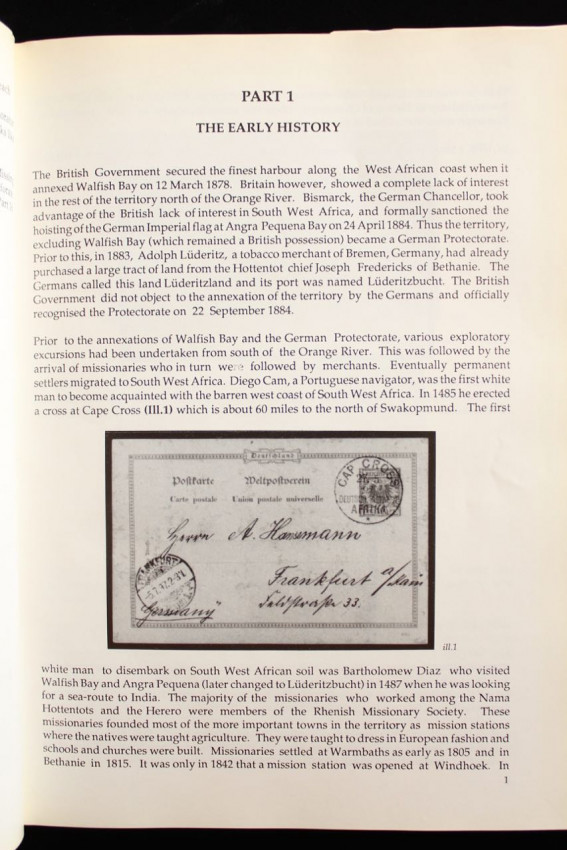 PART 1
THE EARLY HISTORY
The British Government secured the finest harbour along the West African coast when it
annexed Walfish Bay on 12 March 1878. Britain however, showed a complete lack of interest
in the rest of the territory north of the Orange River. Bismarck, the German Chancellor, took
advantage of the British lack of interest in South West Africa, and formally sanctioned the
hoisting of the German Imperial flag at Angra Pequena Bay on 24 April 1884. Thus the territory,
excluding Walfish Bay (which remained a British possession) became a German Protectorate.
Prior to this, in 1883, Adolph Lüderitz, a tobacco merchant of Bremen, Germany, had already
purchased a large tract of land from the Hottentot chief Joseph Fredericks of Bethanie. The
Germans called this land Lüderitzland and its port was named Lüderitzbucht. The British
Government did not object to the annexation of the territory by the Germans and officially
recognised the Protectorate on 22 September 1884.
Prior to the annexations of Walfish Bay and the German Protectorate, various exploratory
excursions had been undertaken from south of the Orange River. This was followed by the
arrival of missionaries who in turn were followed by merchants. Eventually permanent
settlers migrated to South West Africa. Diego Cam, a Portuguese navigator, was the first white
man to become acquainted with the barren west coast of South West Africa. In 1485 he erected
a cross at Cape Cross (Ill.1) which is about 60 miles to the north of Swakopmund. The first
Deutschland
Postkarte Weltpostverein
Carte postale Union postale universelle
CAP CROSS
AFRIKA
Herrn A. Hausmann
FRANKFURT
Frankfurt a/Main
Feldstraße 33.
Germany
ill.1
white man to disembark on South West African soil was Bartholomew Diaz who visited
Walfish Bay and Angra Pequena (later changed to Lüderitzbucht) in 1487 when he was looking
for a sea-route to India. The majority of the missionaries who worked among the Nama
Hottentots and the Herero were members of the Rhenish Missionary Society. These
missionaries founded most of the more important towns in the territory as mission stations
where the natives were taught agriculture. They were taught to dress in European fashion and
schools and churches were built. Missionaries settled at Warmbaths as early as 1805 and in
Bethanie in 1815. It was only in 1842 that a mission station was opened at Windhoek. In
1